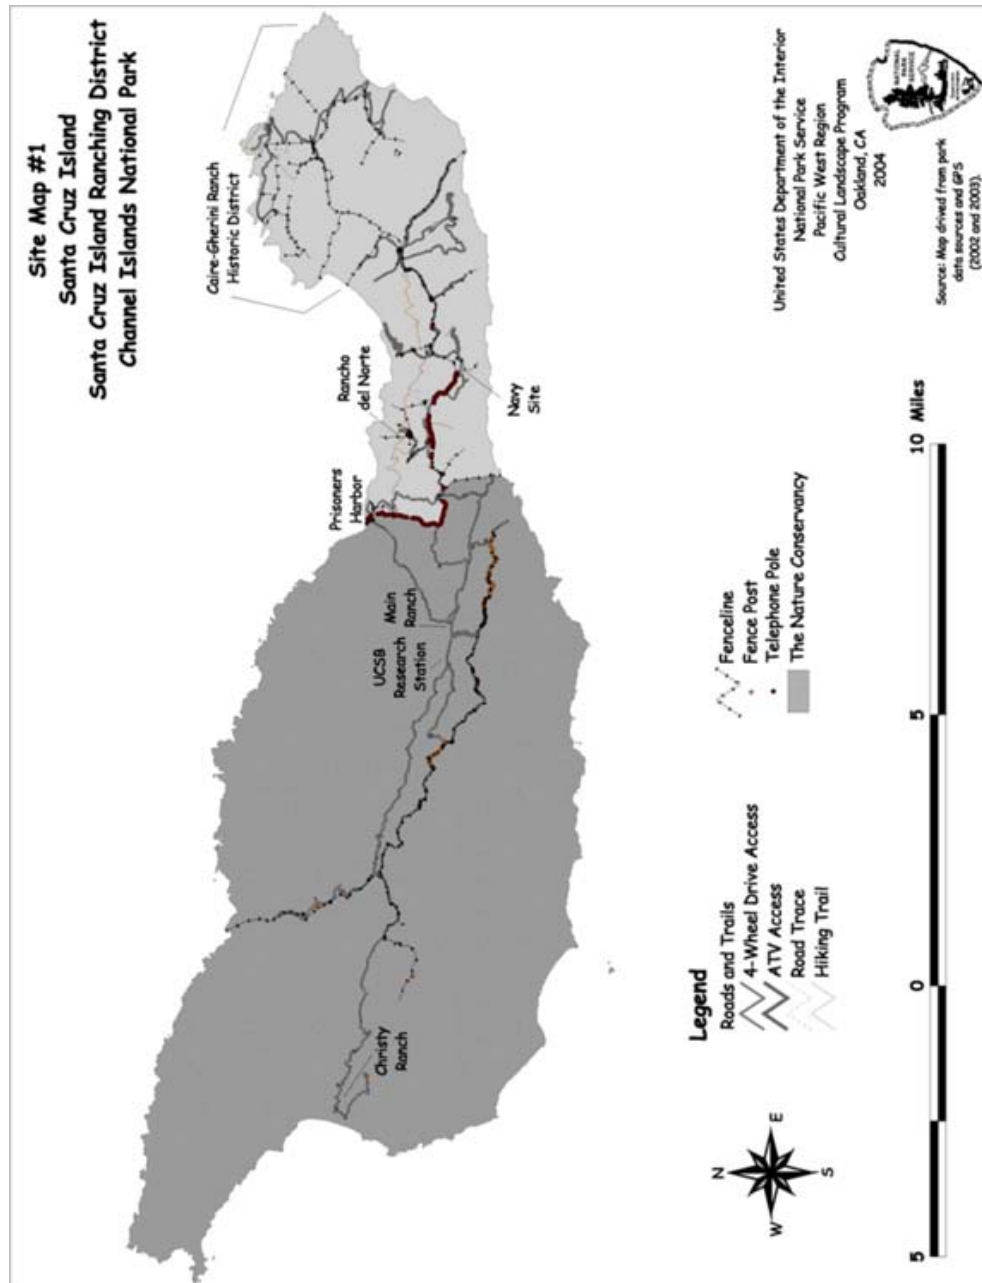 Site Map #1
Santa Cruz Island
Santa Cruz Island Ranching District
Channel Islands National Park
Caire-Gherini Ranch
Historic District
Rancho
del Norte
Navy
Site
Prisoners
Harbor
Main
Ranch
UCSB
Research
Station
Christy
Ranch
N
W
E
S
Legend
Roads and Trails
4-Wheel Drive Access
ATV Access
Road Trace
Hiking Trail
Fenceline
Fence Post
Telephone Pole
The Nature Conservancy
5
0
5
10 Miles
United States Department of the Interior
National Park Service
Pacific West Region
Cultural Landscape Program
Oakland, CA
2004
NATIONAL
PARK
SERVICE
Source: Map drived from park
data sources and GPS
(2002 and 2003).